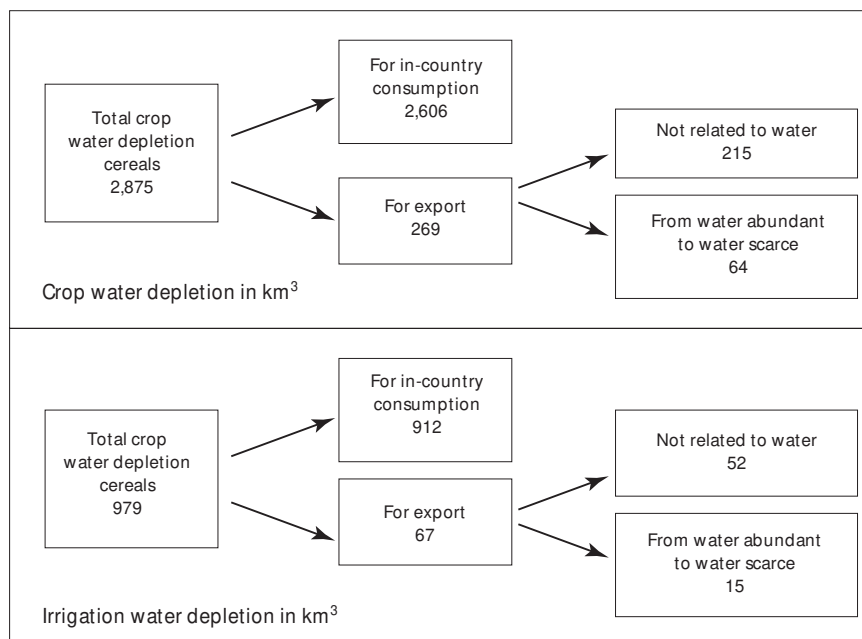 Total crop
water depletion
cereals
2,875
For in-country
consumption
2,606
For export
269
Not related to water
215
From water abundant
to water scarce
64
Crop water depletion in km³
Total crop
water depletion
cereals
979
For in-country
consumption
912
For export
67
Not related to water
52
From water abundant
to water scarce
15
Irrigation water depletion in km³